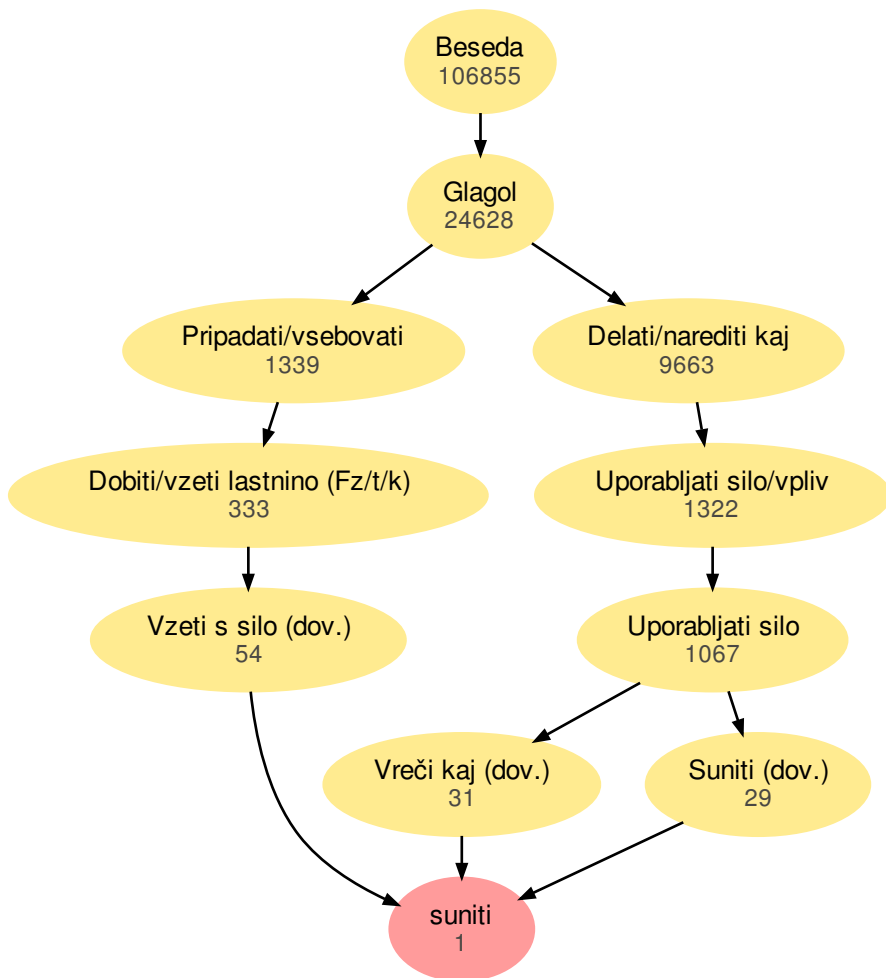 Beseda
106855
Glagol
24628
Pripadati/vsebovati
1339
Delati/narediti kaj
9663
Dobiti/vzeti lastnino (Fz/t/k)
333
Uporabljati silo/vpliv
1322
Vzeti s silo (dov.)
54
Uporabljati silo
1067
Vreči kaj (dov.)
31
Suniti (dov.)
29
suniti
1